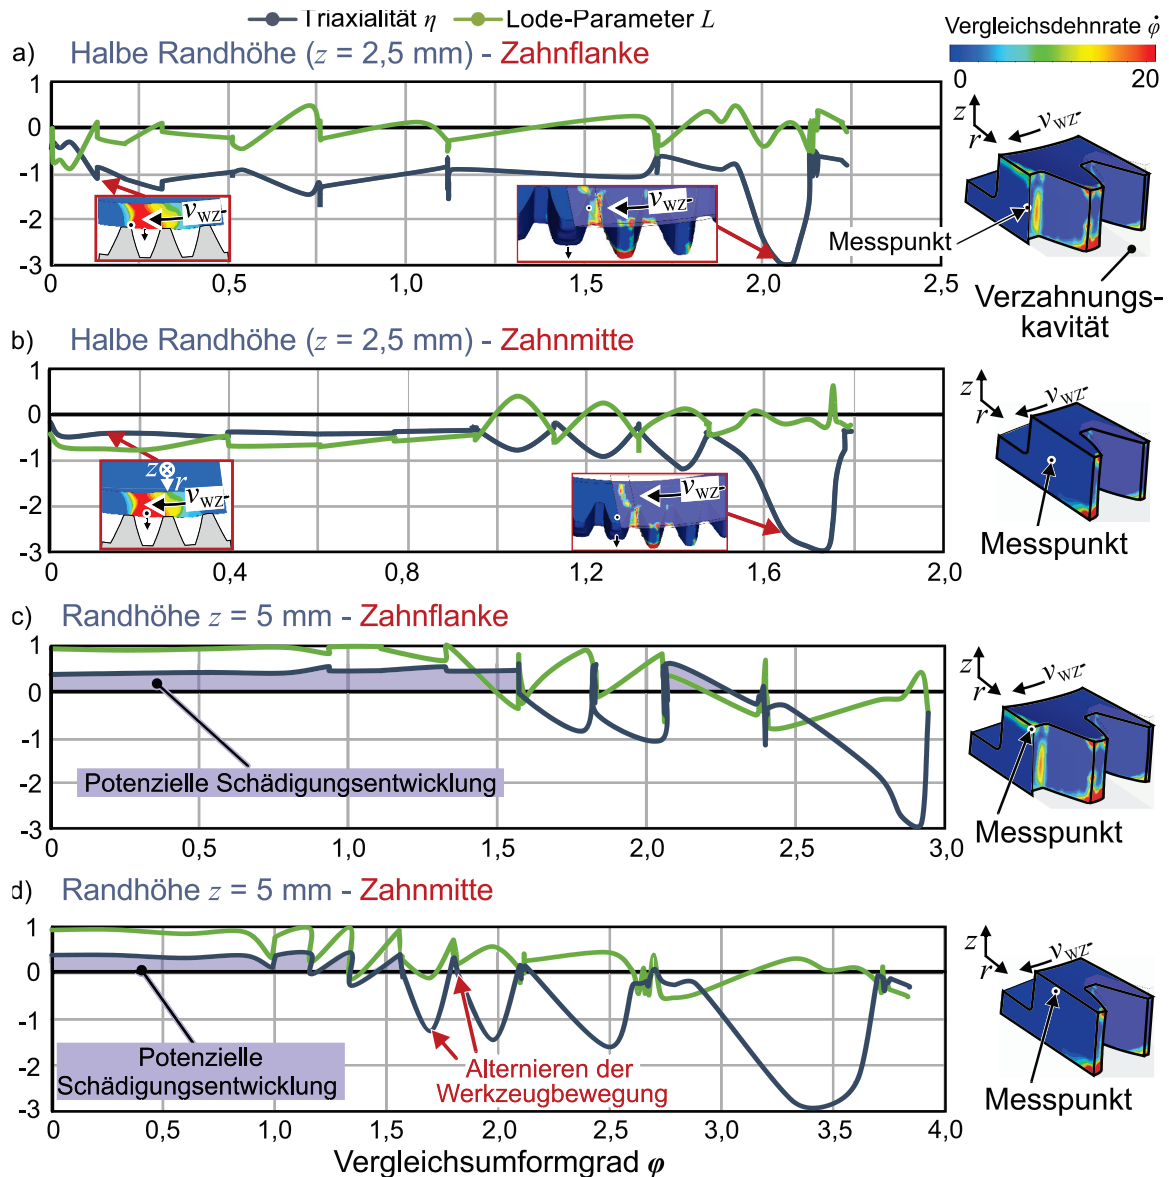 Triaxialität η   Lode-Parameter L
Vergleichsdehnrate φ̇
0   20
a) Halbe Randhöhe (z = 2,5 mm) - Zahnflanke
1
0
-1
-2
-3
0   0,5   1,0   1,5   2,0   2,5
v_WZ
v_WZ
z
r
v_WZ
Messpunkt
Verzahnungs-
kavität
b) Halbe Randhöhe (z = 2,5 mm) - Zahnmitte
1
0
-1
-2
-3
0   0,4   0,8   1,2   1,6   2,0
z
r
v_WZ
v_WZ
z
r
v_WZ
Messpunkt
c) Randhöhe z = 5 mm - Zahnflanke
1
0
-1
-2
-3
0   0,5   1,0   1,5   2,0   2,5   3,0
Potenzielle Schädigungsentwicklung
z
r
v_WZ
Messpunkt
d) Randhöhe z = 5 mm - Zahnmitte
1
0
-1
-2
-3
0   0,5   1,0   1,5   2,0   2,5   3,0   3,5   4,0
Potenzielle
Schädigungsentwicklung
Alternieren der
Werkzeugbewegung
z
r
v_WZ
Messpunkt
Vergleichsumformgrad φ